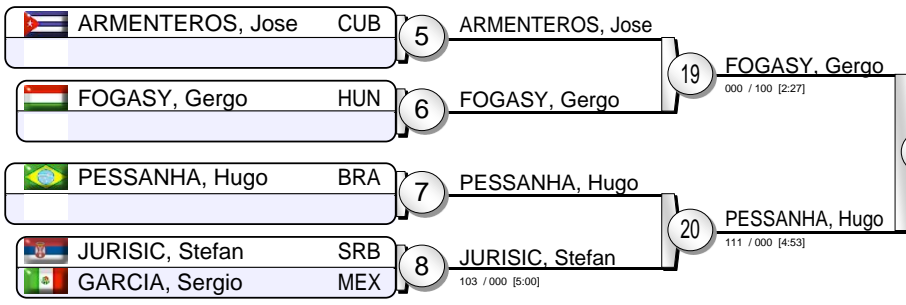 ARMENTEROS, Jose CUB
5
ARMENTEROS, Jose
FOGASY, Gergo HUN
6
FOGASY, Gergo
19
FOGASY, Gergo
000 / 100 [2:27]
PESSANHA, Hugo BRA
7
PESSANHA, Hugo
20
PESSANHA, Hugo
111 / 000 [4:53]
JURISIC, Stefan SRB
GARCIA, Sergio MEX
8
JURISIC, Stefan
103 / 000 [5:00]